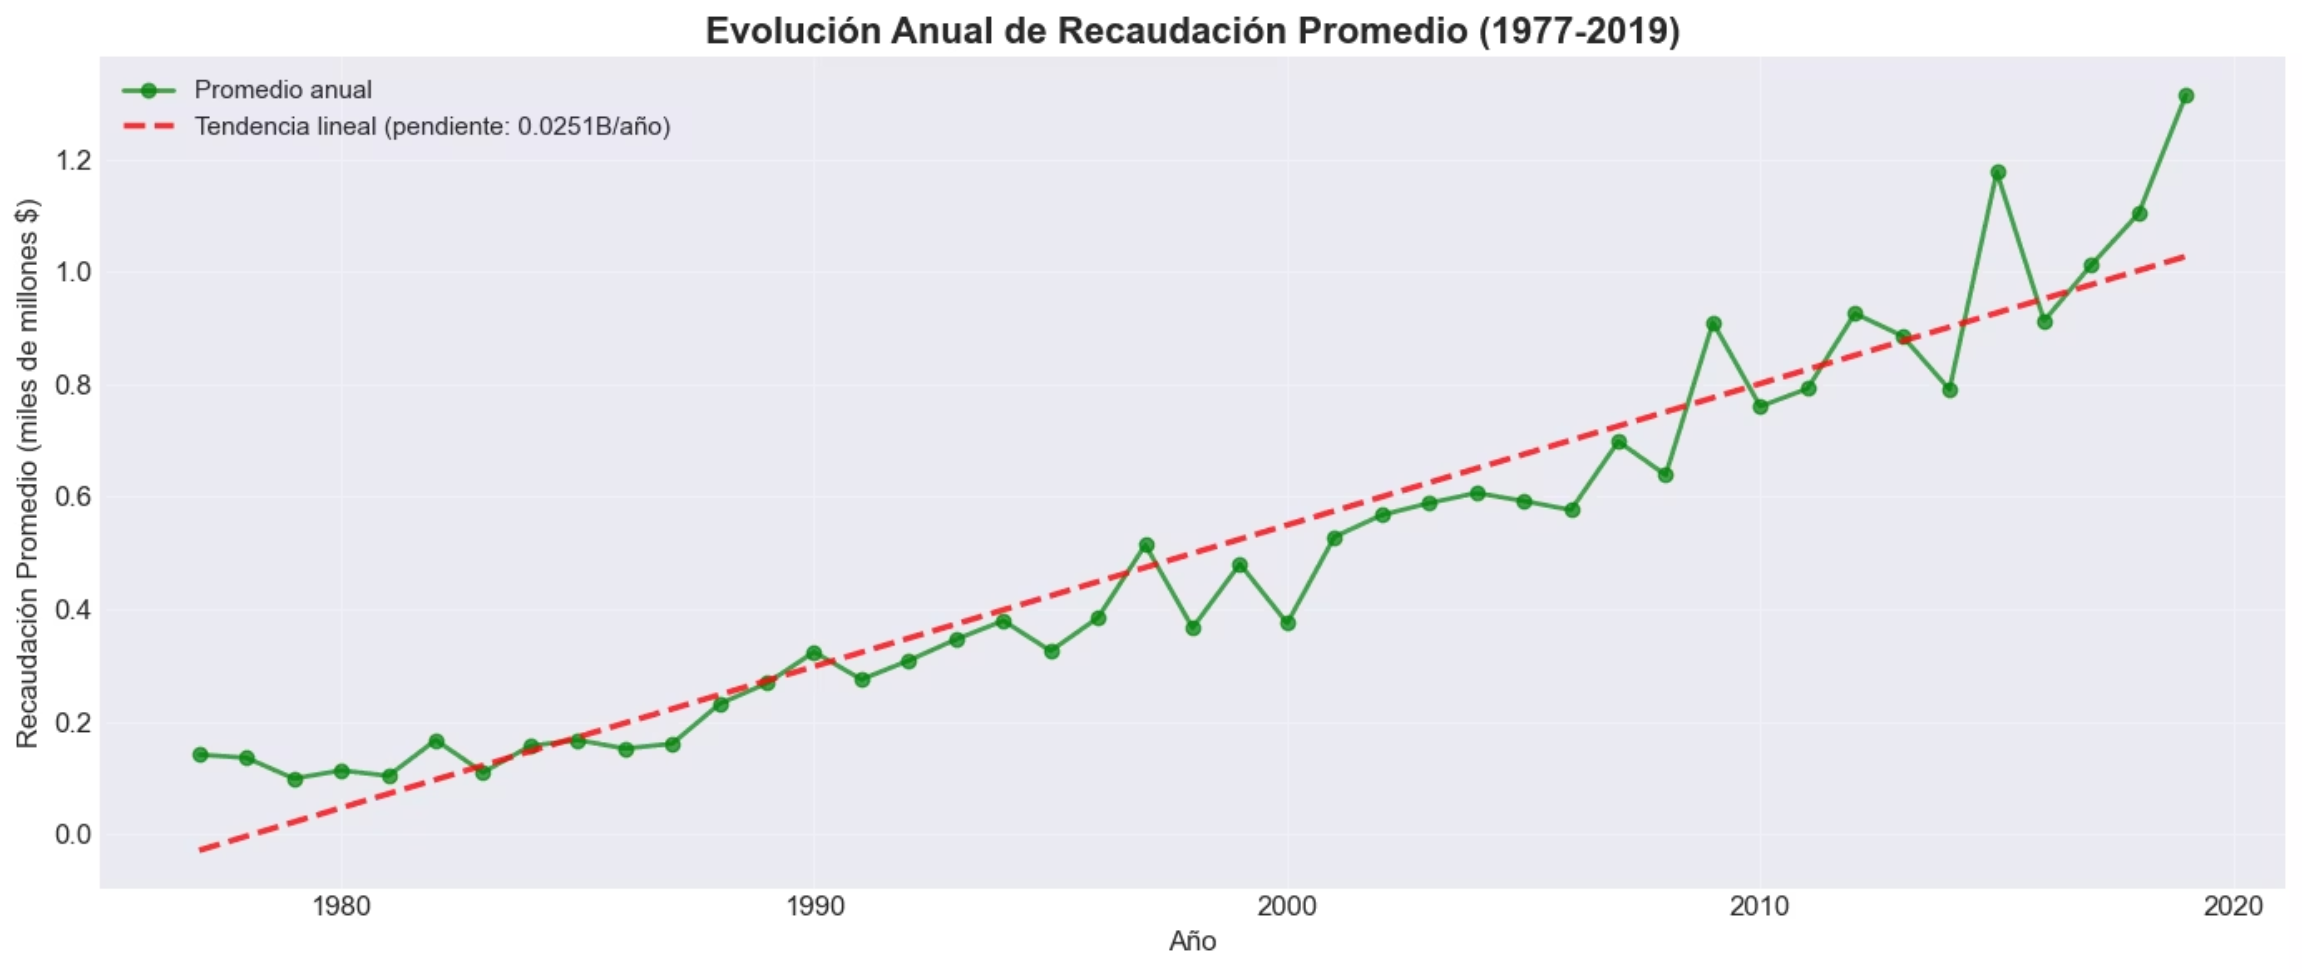 Evolución Anual de Recaudación Promedio (1977-2019)
Promedio anual
Tendencia lineal (pendiente: 0.0251B/año)
Recaudación Promedio (miles de millones $)
1.2
1.0
0.8
0.6
0.4
0.2
0.0
1980 1990 2000 2010 2020
Año